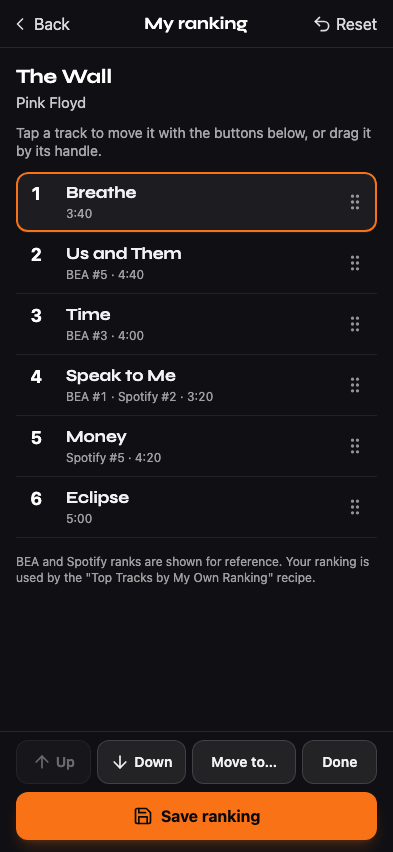 Back
My ranking
Reset
The Wall
Pink Floyd
Tap a track to move it with the buttons below, or drag it
by its handle.
1
Breathe
3:40
2
Us and Them
BEA #5 · 4:40
3
Time
BEA #3 · 4:00
4
Speak to Me
BEA #1 · Spotify #2 · 3:20
5
Money
Spotify #5 · 4:20
6
Eclipse
5:00
BEA and Spotify ranks are shown for reference. Your ranking is
used by the "Top Tracks by My Own Ranking" recipe.
Up
Down
Move to...
Done
Save ranking